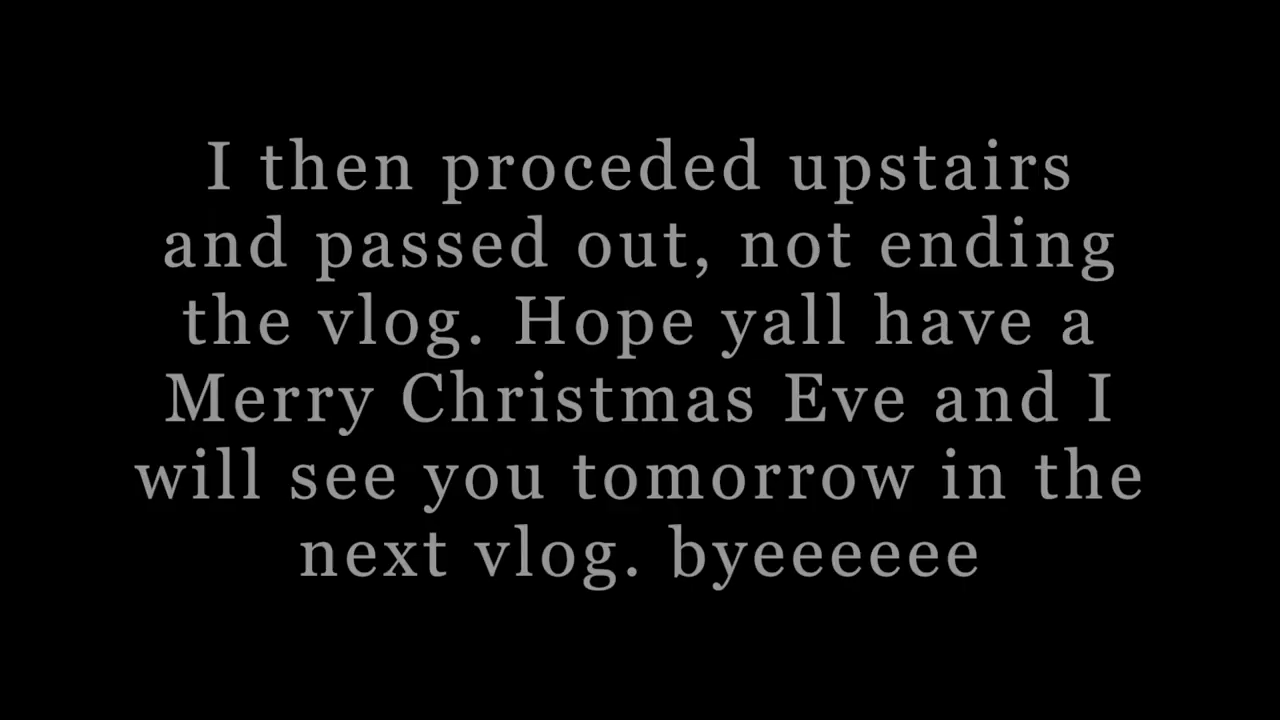 I then proceded upstairs
and passed out, not ending
the vlog. Hope yall have a
Merry Christmas Eve and I
will see you tomorrow in the
next vlog. byeeeeee